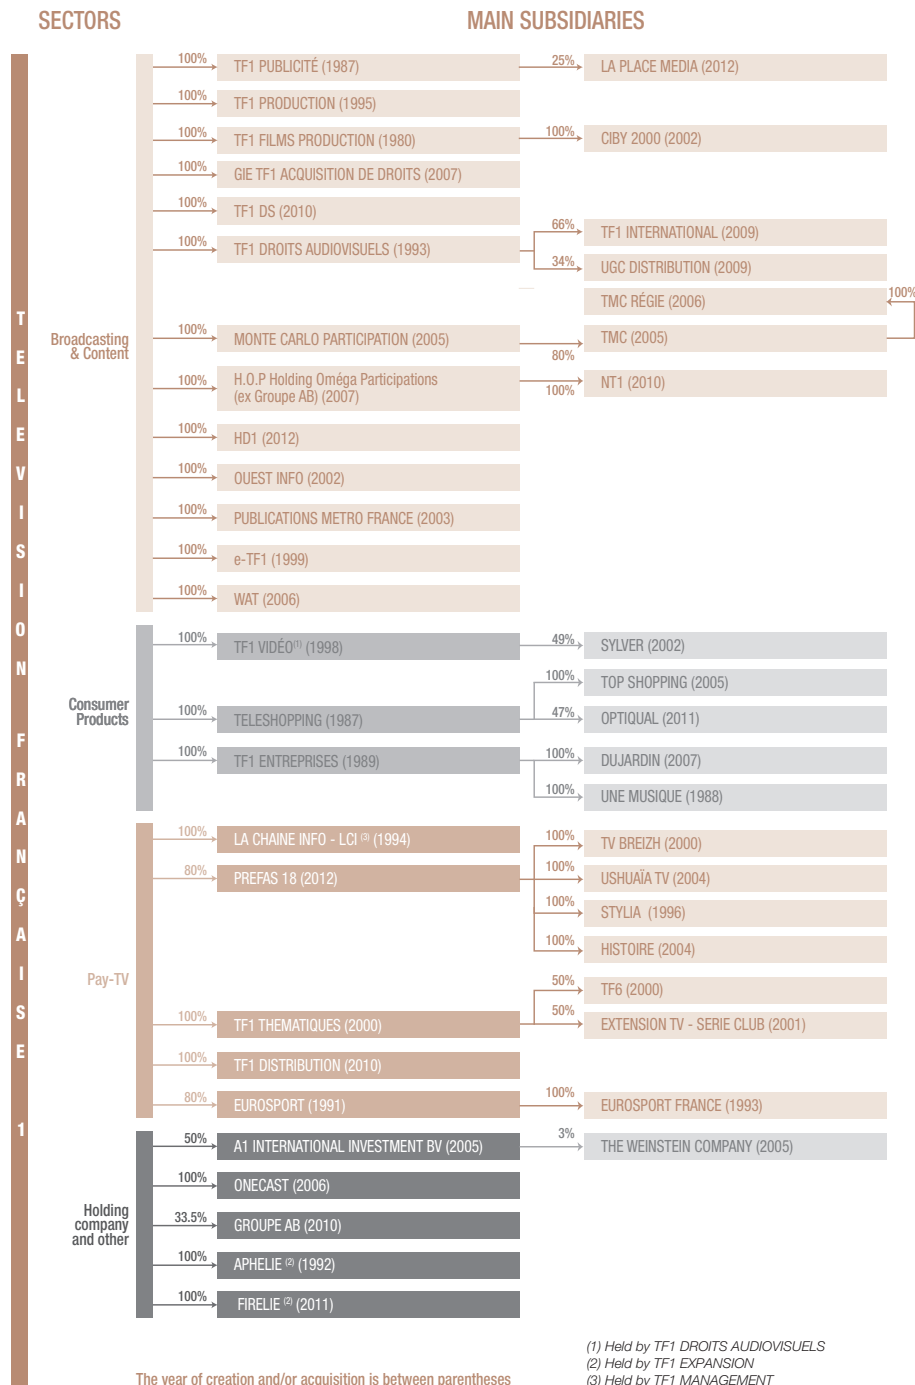 SECTORS
MAIN SUBSIDIARIES
TELEVISION FRANÇAISE 1
Broadcasting
& Content
100%
TF1 PUBLICITÉ (1987)
25%
LA PLACE MEDIA (2012)
100%
TF1 PRODUCTION (1995)
100%
TF1 FILMS PRODUCTION (1980)
100%
CIBY 2000 (2002)
100%
GIE TF1 ACQUISITION DE DROITS (2007)
100%
TF1 DS (2010)
100%
TF1 DROITS AUDIOVISUELS (1993)
66%
TF1 INTERNATIONAL (2009)
34%
UGC DISTRIBUTION (2009)
TMC RÉGIE (2006)
100%
100%
MONTE CARLO PARTICIPATION (2005)
80%
TMC (2005)
100%
H.O.P Holding Oméga Participations
(ex Groupe AB) (2007)
100%
NT1 (2010)
100%
HD1 (2012)
100%
OUEST INFO (2002)
100%
PUBLICATIONS METRO FRANCE (2003)
100%
e-TF1 (1999)
100%
WAT (2006)
Consumer
Products
100%
TF1 VIDÉO(1) (1998)
49%
SYLVER (2002)
100%
TELESHOPPING (1987)
100%
TOP SHOPPING (2005)
47%
OPTIQUAL (2011)
100%
TF1 ENTREPRISES (1989)
100%
DUJARDIN (2007)
100%
UNE MUSIQUE (1988)
Pay-TV
100%
LA CHAINE INFO - LCI (3) (1994)
80%
PREFAS 18 (2012)
100%
TV BREIZH (2000)
100%
USHUAÏA TV (2004)
100%
STYLIA (1996)
100%
HISTOIRE (2004)
100%
TF1 THEMATIQUES (2000)
50%
TF6 (2000)
50%
EXTENSION TV - SERIE CLUB (2001)
100%
TF1 DISTRIBUTION (2010)
80%
EUROSPORT (1991)
100%
EUROSPORT FRANCE (1993)
Holding
company
and other
50%
A1 INTERNATIONAL INVESTMENT BV (2005)
3%
THE WEINSTEIN COMPANY (2005)
100%
ONECAST (2006)
33.5%
GROUPE AB (2010)
100%
APHELIE (2) (1992)
100%
FIRELIE (2) (2011)
(1) Held by TF1 DROITS AUDIOVISUELS
(2) Held by TF1 EXPANSION
(3) Held by TF1 MANAGEMENT
The year of creation and/or acquisition is between parentheses